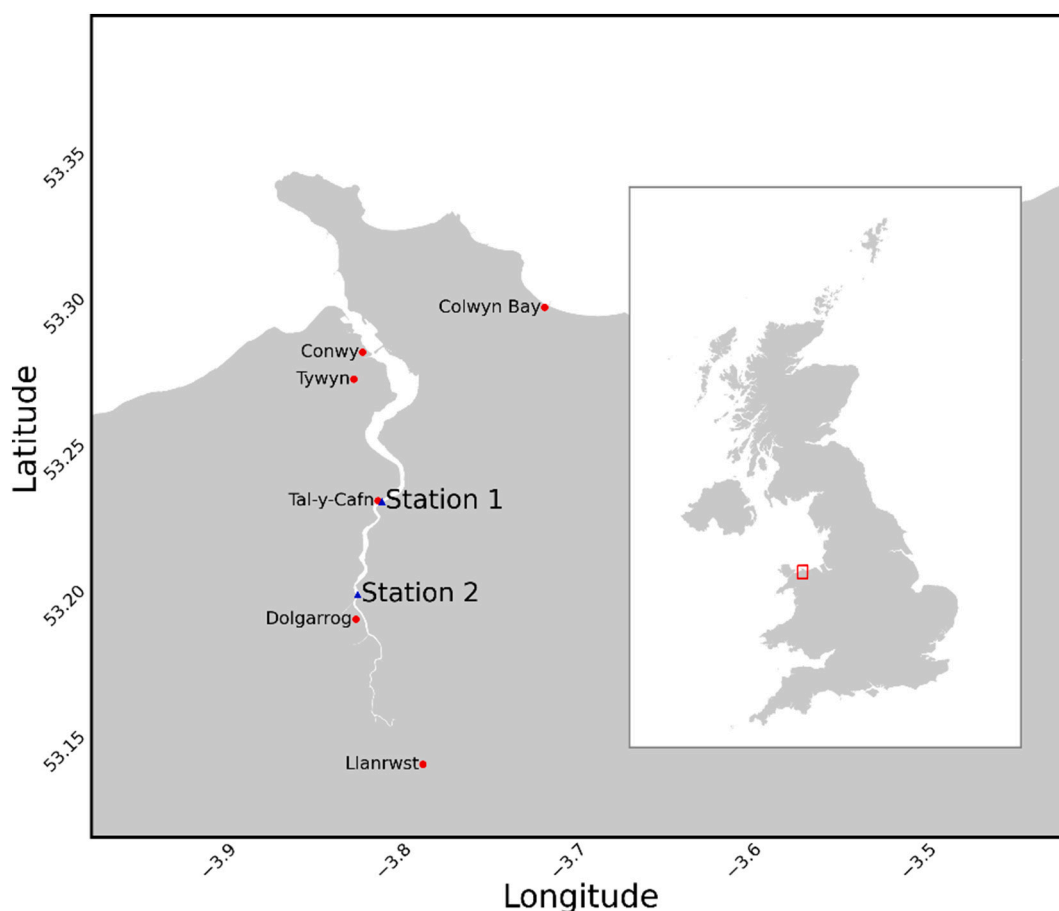 53.35
53.30
Colwyn Bay
Conwy
Tywyn
Latitude
53.25
Tal-y-Cafn
Station 1
53.20
Station 2
Dolgarrog
53.15
Llanrwst
−3.9
−3.8
−3.7
−3.6
−3.5
Longitude